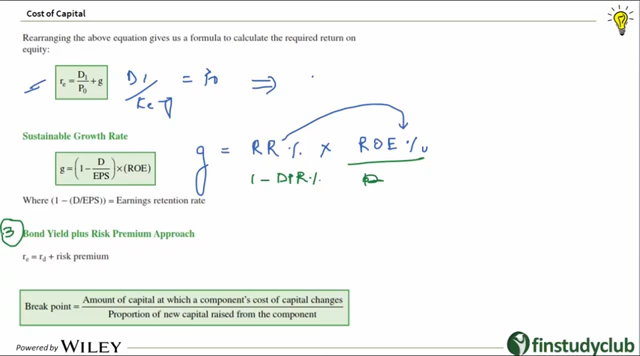 Cost of Capital
Rearranging the above equation gives us a formula to calculate the required return on
equity:
re = D1/P0 + g
D1/Ke-g = P0 ⇒
Sustainable Growth Rate
g = (1 − D/EPS) × (ROE)
g = RR % × ROE %
1 - DPR %
Where (1 − (D/EPS)) = Earnings retention rate
3 Bond Yield plus Risk Premium Approach
re = rd + risk premium
Break point = Amount of capital at which a component's cost of capital changes
Proportion of new capital raised from the component
Powered by WILEY
finstudyclub